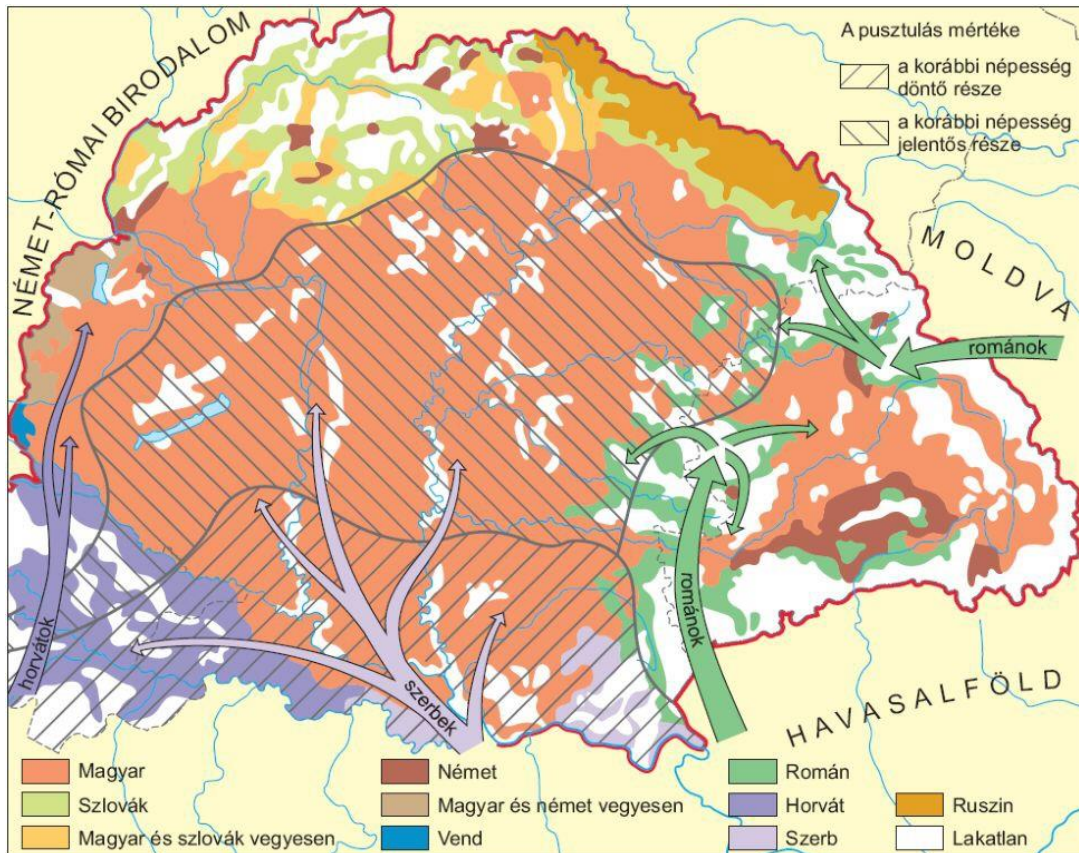 NÉMET-RÓMAI BIRODALOM
A pusztulás mértéke
a korábbi népesség
döntő része
a korábbi népesség
jelentős része
MOLDVA
románok
románok
horvátok
szerbek
HAVASALFÖLD
Magyar
Szlovák
Magyar és szlovák vegyesen
Német
Magyar és német vegyesen
Vend
Román
Horvát
Szerb
Ruszin
Lakatlan